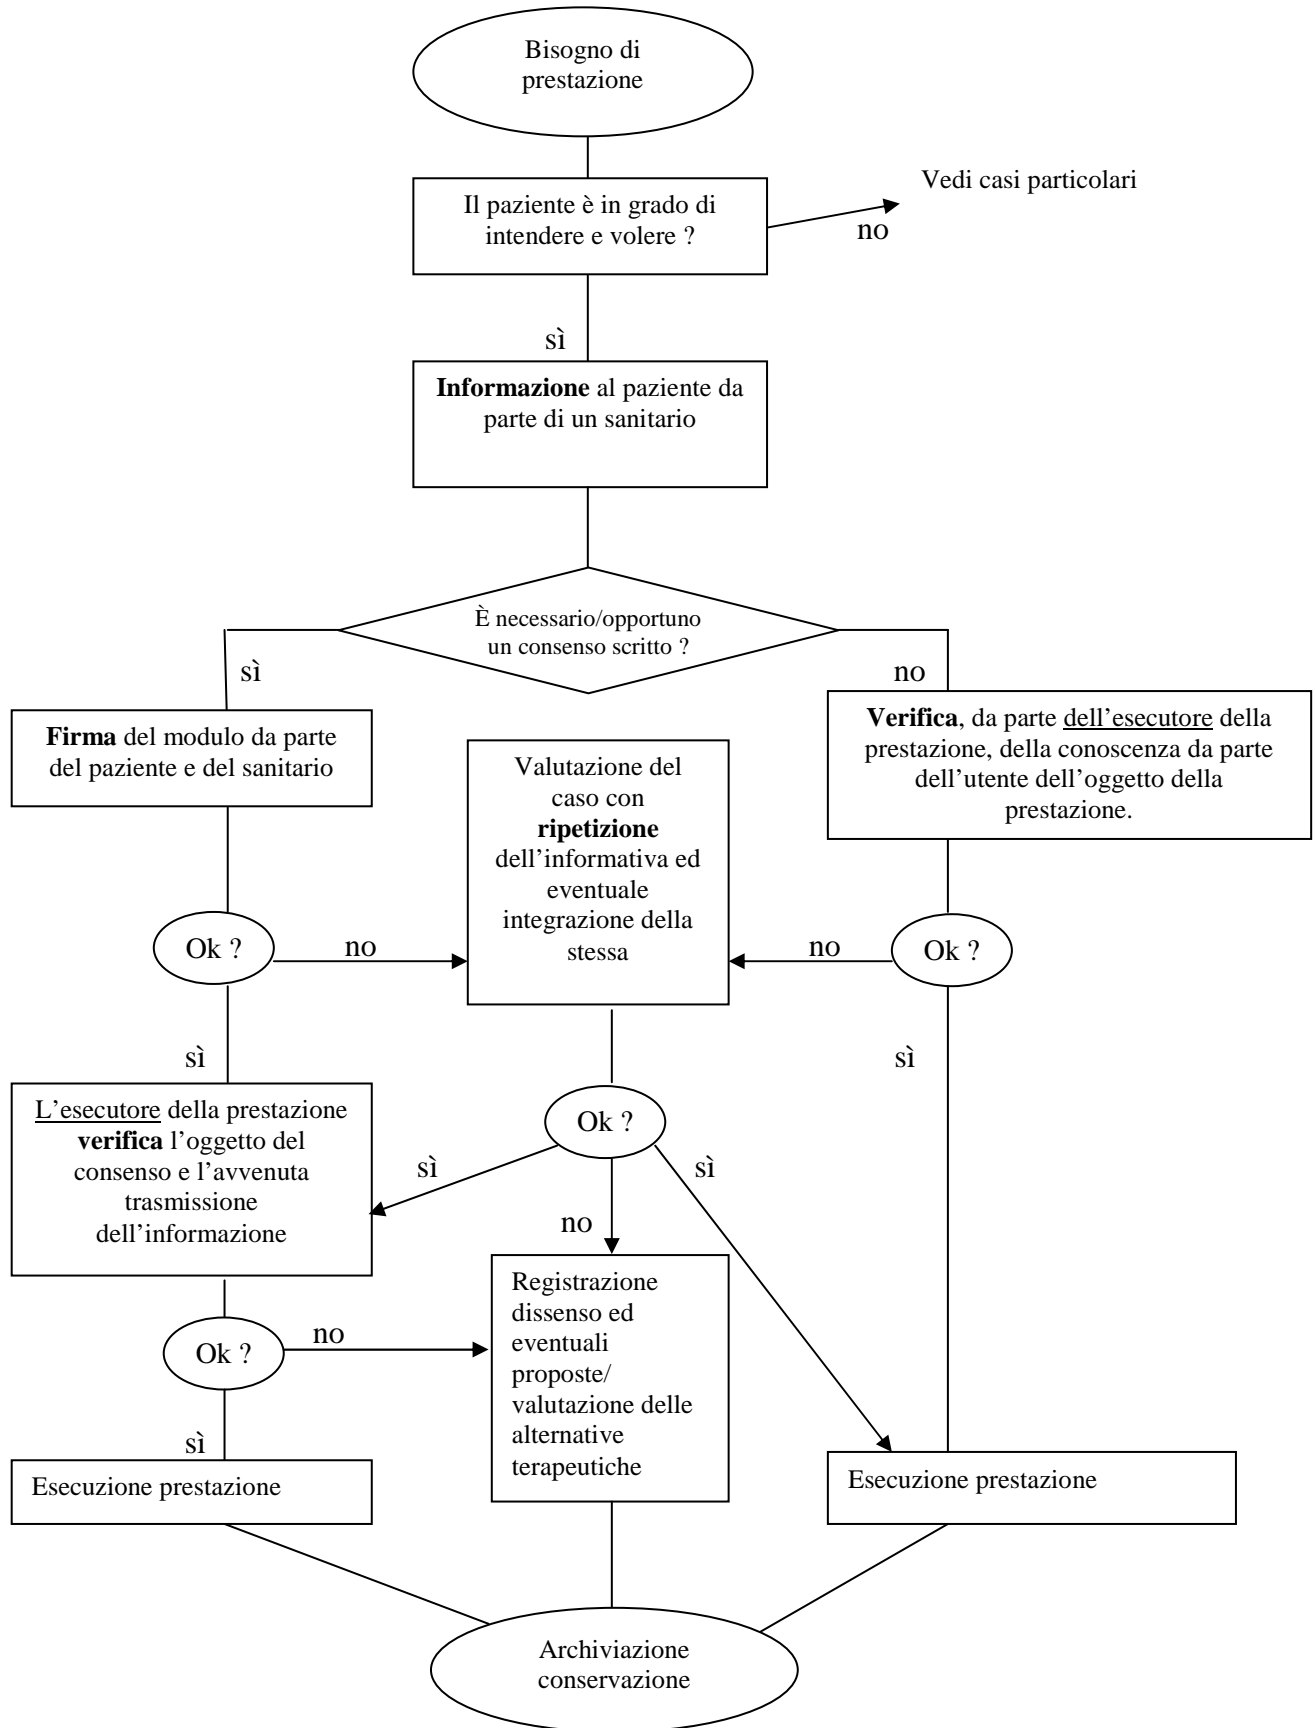 Bisogno di
prestazione
Vedi casi particolari
Il paziente è in grado di
intendere e volere ?
no
sì
Informazione al paziente da
parte di un sanitario
È necessario/opportuno
un consenso scritto ?
sì
no
Firma del modulo da parte
del paziente e del sanitario
Valutazione del
caso con
ripetizione
dell’informativa ed
eventuale
integrazione della
stessa
Verifica, da parte dell’esecutore della
prestazione, della conoscenza da parte
dell’utente dell’oggetto della
prestazione.
Ok ?
no
no
Ok ?
sì
sì
L’esecutore della prestazione
verifica l’oggetto del
consenso e l’avvenuta
trasmissione
dell’informazione
Ok ?
sì
sì
no
Registrazione
dissenso ed
eventuali
proposte/
valutazione delle
alternative
terapeutiche
Ok ?
no
sì
Esecuzione prestazione
Esecuzione prestazione
Archiviazione
conservazione